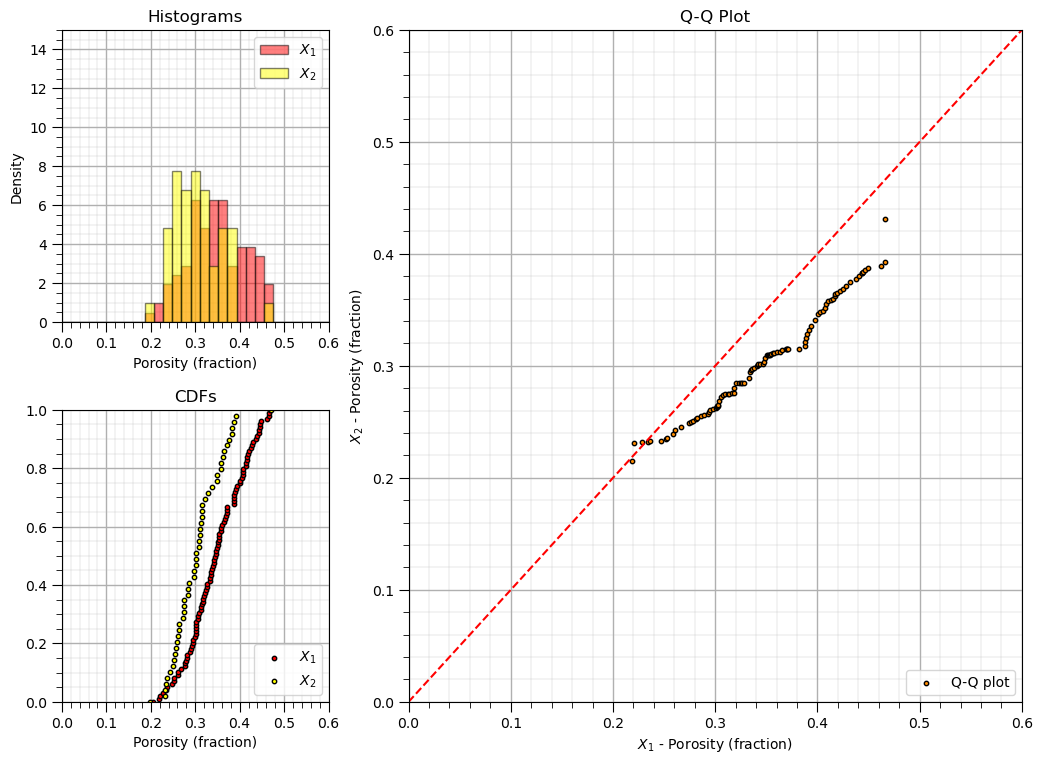 Histograms
14
12
10
8
6
4
2
0
Density
X₁
X₂
0.0 0.1 0.2 0.3 0.4 0.5 0.6
Porosity (fraction)
CDFs
1.0
0.8
0.6
0.4
0.2
0.0
X₁
X₂
0.0 0.1 0.2 0.3 0.4 0.5 0.6
Porosity (fraction)
Q-Q Plot
0.6
0.5
0.4
0.3
0.2
0.1
0.0
X₂ - Porosity (fraction)
Q-Q plot
0.0 0.1 0.2 0.3 0.4 0.5 0.6
X₁ - Porosity (fraction)